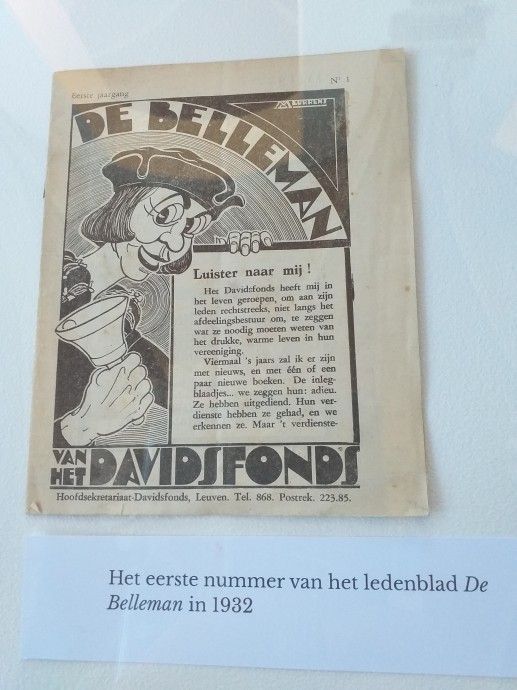 Eerste jaargang
Nʳ 1
DE BELLEMAN
Luister naar mij !
Het Davidsfonds heeft mij in
het leven geroepen, om aan zijn
leden rechtstreeks, niet langs het
afdeelingsbestuur om, te zeggen
wat ze noodig moeten weten van
het drukke, warme leven in hun
vereeniging.
Viermaal 's jaars zal ik er zijn
met nieuws, en met één of een
paar nieuwe boeken. De inleg-
blaadjes... we zeggen hun: adieu.
Ze hebben uitgediend. Hun ver-
dienste hebben ze gehad, en we
erkennen ze. Maar 't verdienste-
VAN HET DAVIDSFONDS
Hoofdsekretariaat-Davidsfonds, Leuven. Tel. 868. Postrek. 223.85.
Het eerste nummer van het ledenblad De
Belleman in 1932